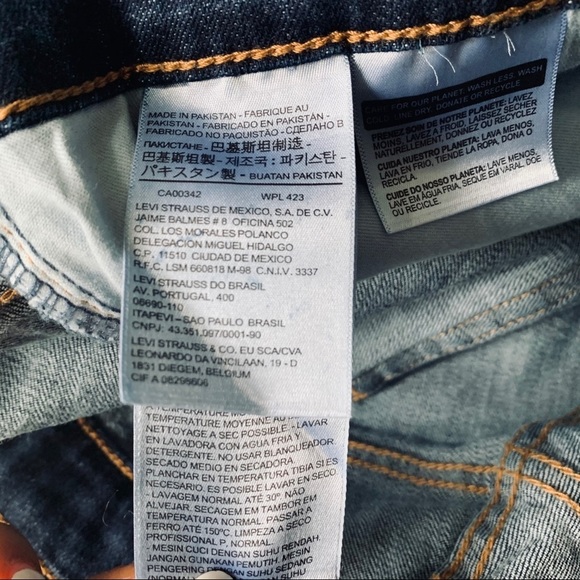 MADE IN PAKISTAN - FABRIQUE AU
PAKISTAN - FABRICADO EN PAKISTÁN -
FABRICADO NO PAQUISTÃO - СДЕЛАНО В
ПАКИСТАНЕ - 巴基斯坦制造 -
巴基斯坦製 - 제조국 : 파키스탄 -
パキスタン製 - BUATAN PAKISTAN
CA00342 WPL 423
LEVI STRAUSS DE MEXICO, S.A. DE C.V.
JAIME BALMES # 8 OFICINA 502
COL. LOS MORALES POLANCO
DELEGACIÓN MIGUEL HIDALGO
C.P. 11510 CIUDAD DE MEXICO
R.F.C. LSM 660818 M-98 C.N.I.V. 3337
LEVI STRAUSS DO BRASIL
AV. PORTUGAL, 400
06690-110
ITAPEVI - SAO PAULO BRASIL
CNPJ: 43.351.097/0001-90
LEVI STRAUSS & CO. EU SCA/CVA
LEONARDO DA VINCILAAN, 19 - D
1831 DIEGEM, BELGIUM
CIF A 08298606
FOR OUR PLANET: WASH LESS, WASH
LINE DRY, DONATE OR RECYCLE
PRENEZ SOIN DE NOTRE PLANÈTE: LAVEZ
MOINS, LAVEZ À FROID, SÉCHEZ
NATURELLEMENT, DONNEZ OU RECYCLEZ
CUIDA NUESTRO PLANETA: LAVA MENOS,
LAVA EN FRÍO, TIENDE LA ROPA, DONA O
RECICLA.
CUIDE DO NOSSO PLANETA: LAVE MENOS,
LAVE EM ÁGUA FRIA, SEQUE EM VARAL, DOE
OU RECICLE
TEMPÉRATURE MOYENNE AU
NETTOYAGE A SEC POSSIBLE - LAVAR
EN LAVADORA CON AGUA FRIA Y
DETERGENTE. NO USAR BLANQUEADOR
SECADO MEDIO EN SECADORA.
PLANCHAR EN TEMPERATURA TIBIA SI ES
NECESARIO. ES POSIBLE LAVAR EN SECO
- LAVAGEM NORMAL ATÉ 30°. NÃO
ALVEJAR. SECAGEM EM TAMBOR EM
TEMPERATURA NORMAL. PASSAR A
FERRO ATÉ 150°C. LIMPEZA A SECO
PROFISSIONAL P. NORMAL
- MESIN CUCI DENGAN SUHU RENDAH.
JANGAN GUNAKAN PEMUTIH. MESIN
PENGERING DENGAN SUHU
(NORMAL)